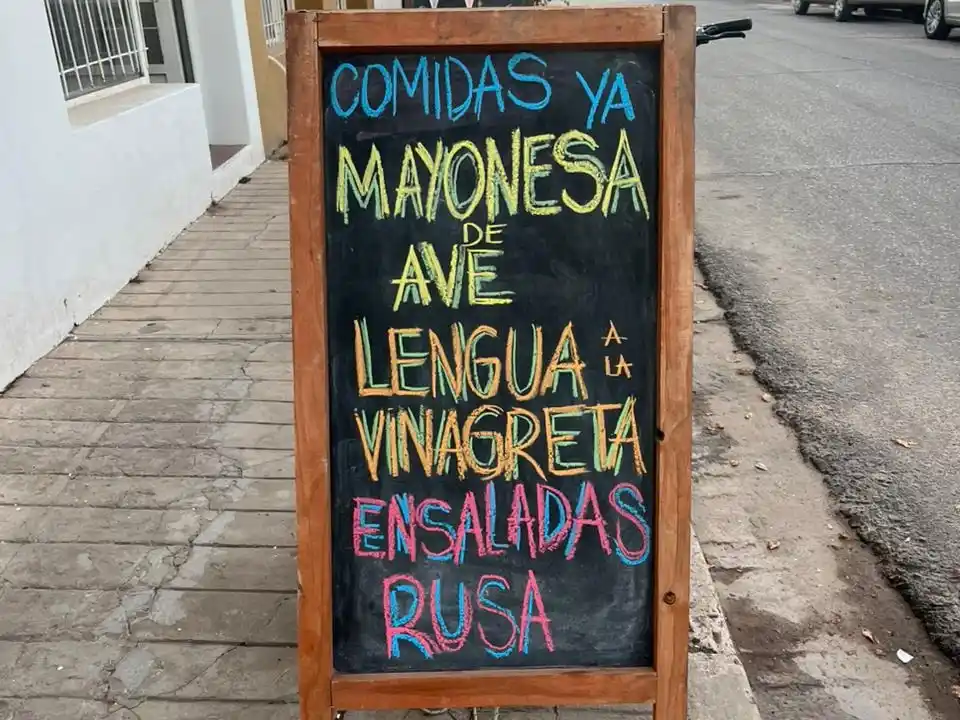 COMIDAS YA
MAYONESA
DE
AVE
LENGUA A LA
VINAGRETA
ENSALADAS
RUSA